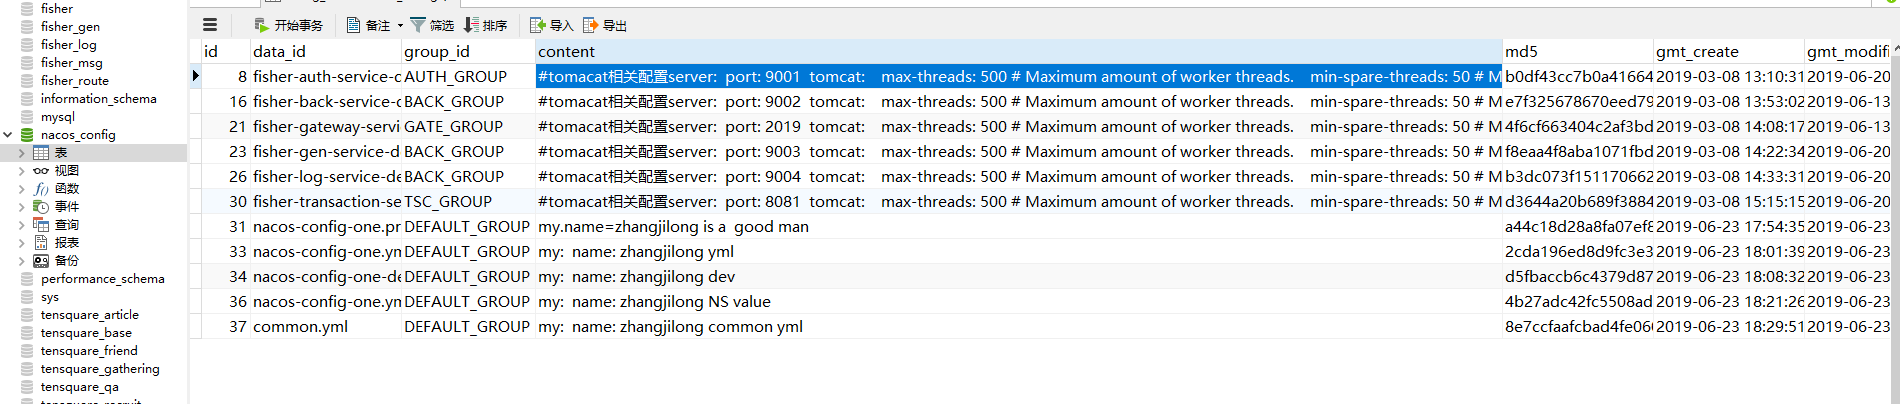 fisher
fisher_gen
fisher_log
fisher_msg
fisher_route
information_schema
mysql
nacos_config
表
视图
f() 函数
事件
查询
报表
备份
performance_schema
sys
tensquare_article
tensquare_base
tensquare_friend
tensquare_gathering
tensquare_qa
开始事务 备注 筛选 排序 导入 导出
id data_id group_id content md5 gmt_create gmt_modifi
8 fisher-auth-service-d AUTH_GROUP #tomacat相关配置server: port: 9001 tomcat: max-threads: 500 # Maximum amount of worker threads. min-spare-threads: 50 # M b0df43cc7b0a41664 2019-03-08 13:10:31 2019-06-20
16 fisher-back-service-d BACK_GROUP #tomacat相关配置server: port: 9002 tomcat: max-threads: 500 # Maximum amount of worker threads. min-spare-threads: 50 # M e7f325678670eed79 2019-03-08 13:53:02 2019-06-13
21 fisher-gateway-servi GATE_GROUP #tomacat相关配置server: port: 2019 tomcat: max-threads: 500 # Maximum amount of worker threads. min-spare-threads: 50 # M 4f6cf663404c2af3bd 2019-03-08 14:08:17 2019-06-13
23 fisher-gen-service-d BACK_GROUP #tomacat相关配置server: port: 9003 tomcat: max-threads: 500 # Maximum amount of worker threads. min-spare-threads: 50 # M f8eaa4f8aba1071fbd 2019-03-08 14:22:34 2019-06-20
26 fisher-log-service-de BACK_GROUP #tomacat相关配置server: port: 9004 tomcat: max-threads: 500 # Maximum amount of worker threads. min-spare-threads: 50 # M b3dc073f151170662 2019-03-08 14:33:31 2019-06-20
30 fisher-transaction-se TSC_GROUP #tomacat相关配置server: port: 8081 tomcat: max-threads: 500 # Maximum amount of worker threads. min-spare-threads: 50 # M d3644a20b689f3884 2019-03-08 15:15:15 2019-06-20
31 nacos-config-one.pr DEFAULT_GROUP my.name=zhangjilong is a good man a44c18d28a8fa07ef8 2019-06-23 17:54:35 2019-06-23
33 nacos-config-one.yn DEFAULT_GROUP my: name: zhangjilong yml 2cda196ed8d9fc3e3 2019-06-23 18:01:39 2019-06-23
34 nacos-config-one-de DEFAULT_GROUP my: name: zhangjilong dev d5fbaccb6c4379d87 2019-06-23 18:08:32 2019-06-23
36 nacos-config-one.yn DEFAULT_GROUP my: name: zhangjilong NS value 4b27adc42fc5508ad 2019-06-23 18:21:26 2019-06-23
37 common.yml DEFAULT_GROUP my: name: zhangjilong common yml 8e7ccfaafcbad4fe06 2019-06-23 18:29:51 2019-06-23